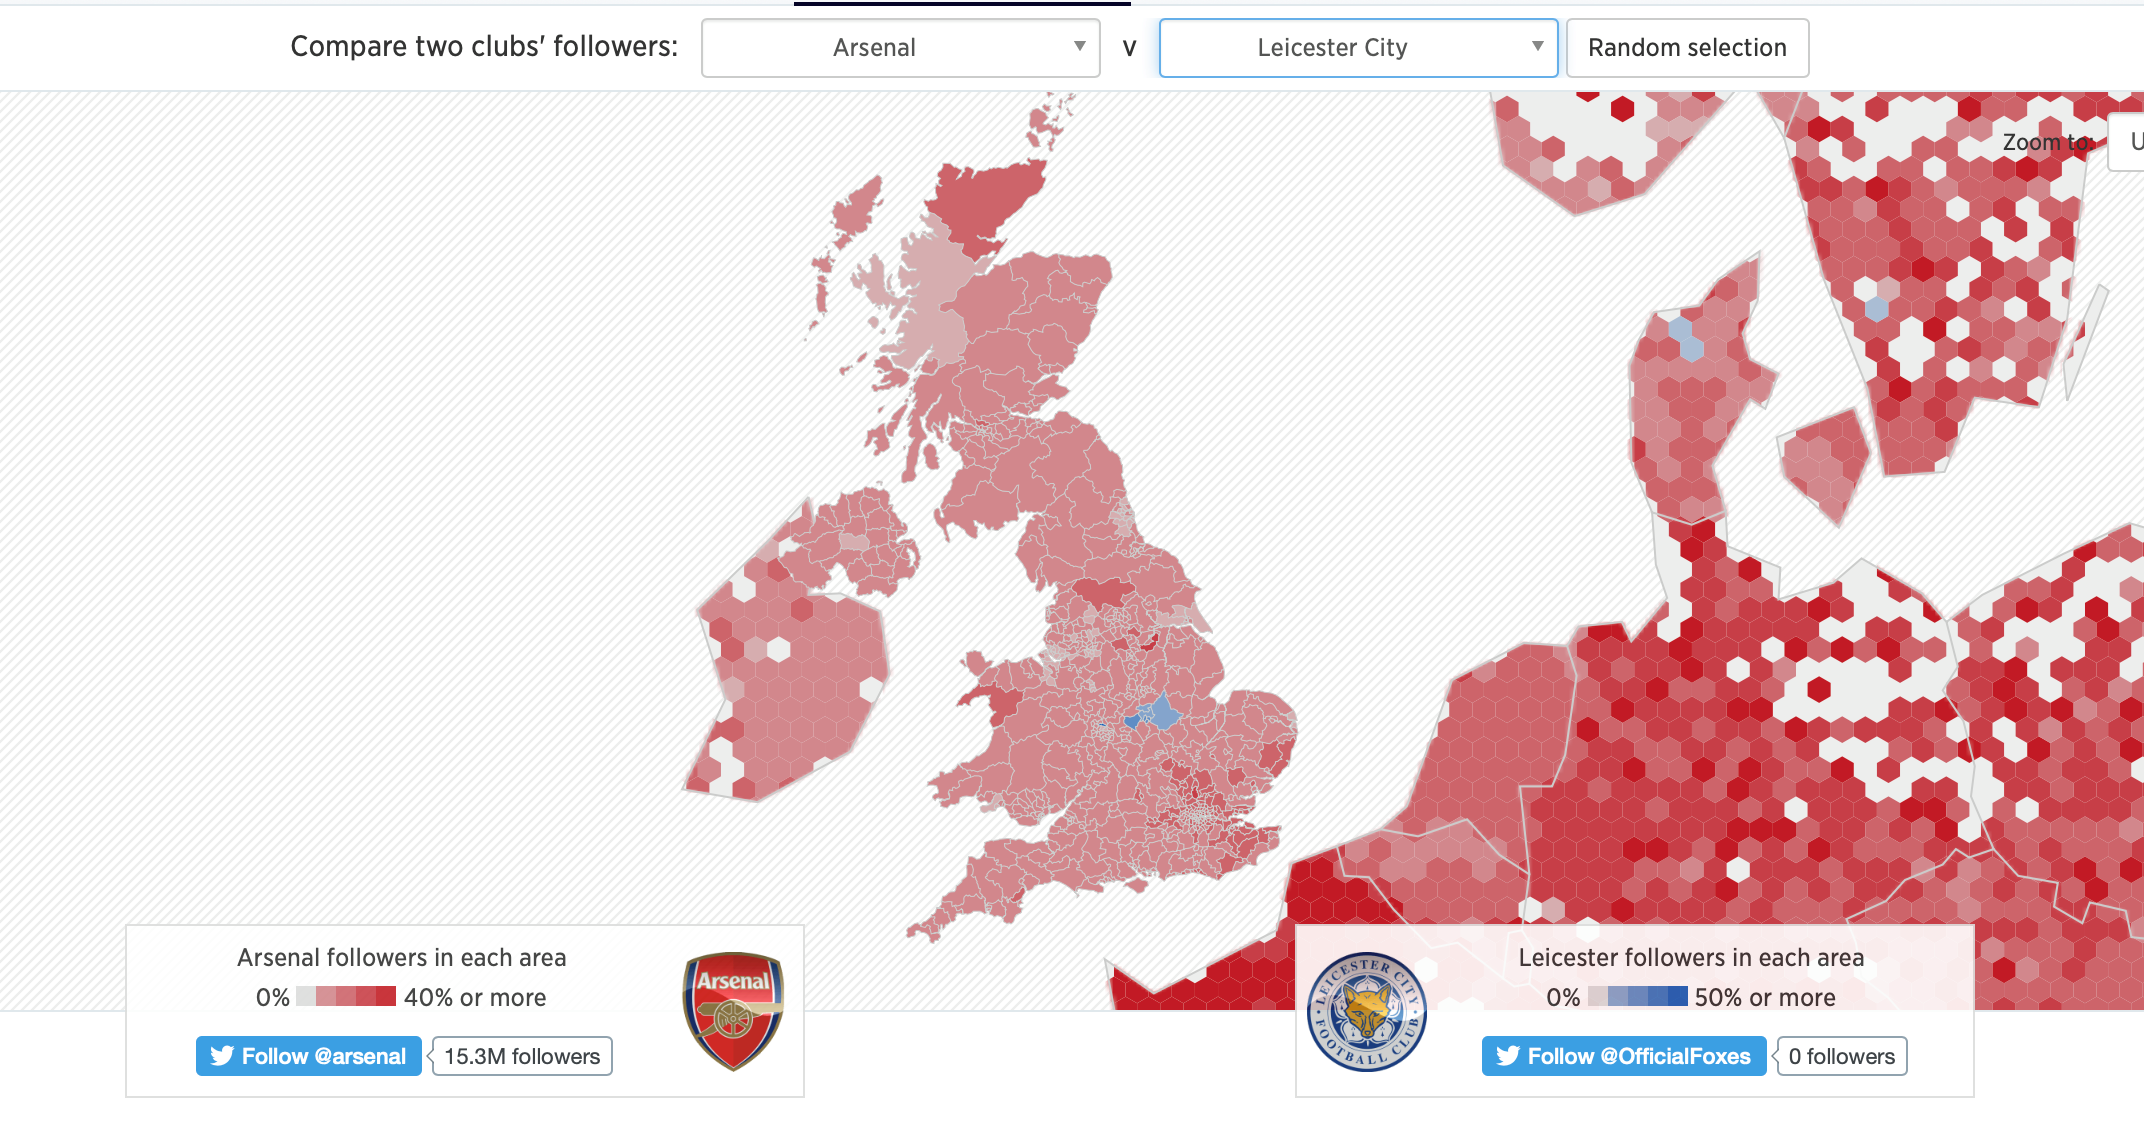 Compare two clubs' followers: Arsenal v Leicester City Random selection
Zoom to: U
Arsenal followers in each area
0% 40% or more
Arsenal
Follow @arsenal 15.3M followers
Leicester followers in each area
0% 50% or more
LEICESTER CITY
FOOTBALL CLUB
Follow @OfficialFoxes 0 followers